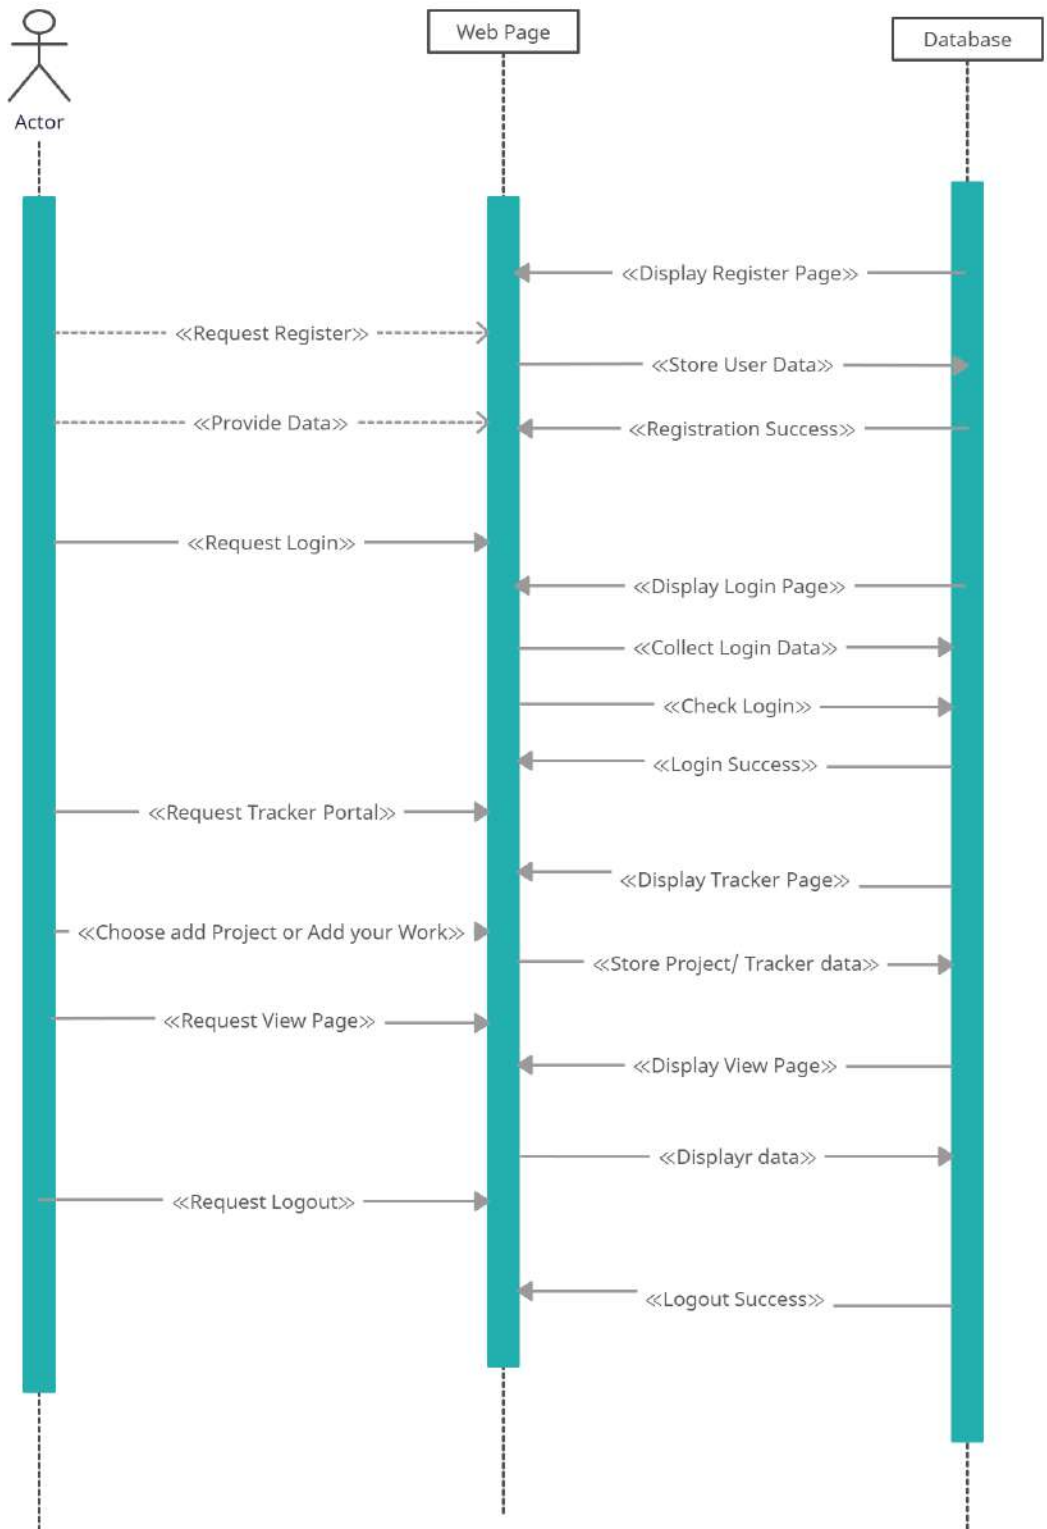 Web Page
Database
Actor
≪Display Register Page≫
≪Request Register≫
≪Store User Data≫
≪Provide Data≫
≪Registration Success≫
≪Request Login≫
≪Display Login Page≫
≪Collect Login Data≫
≪Check Login≫
≪Login Success≫
≪Request Tracker Portal≫
≪Display Tracker Page≫
≪Choose add Project or Add your Work≫
≪Store Project/ Tracker data≫
≪Request View Page≫
≪Display View Page≫
≪Displayr data≫
≪Request Logout≫
≪Logout Success≫